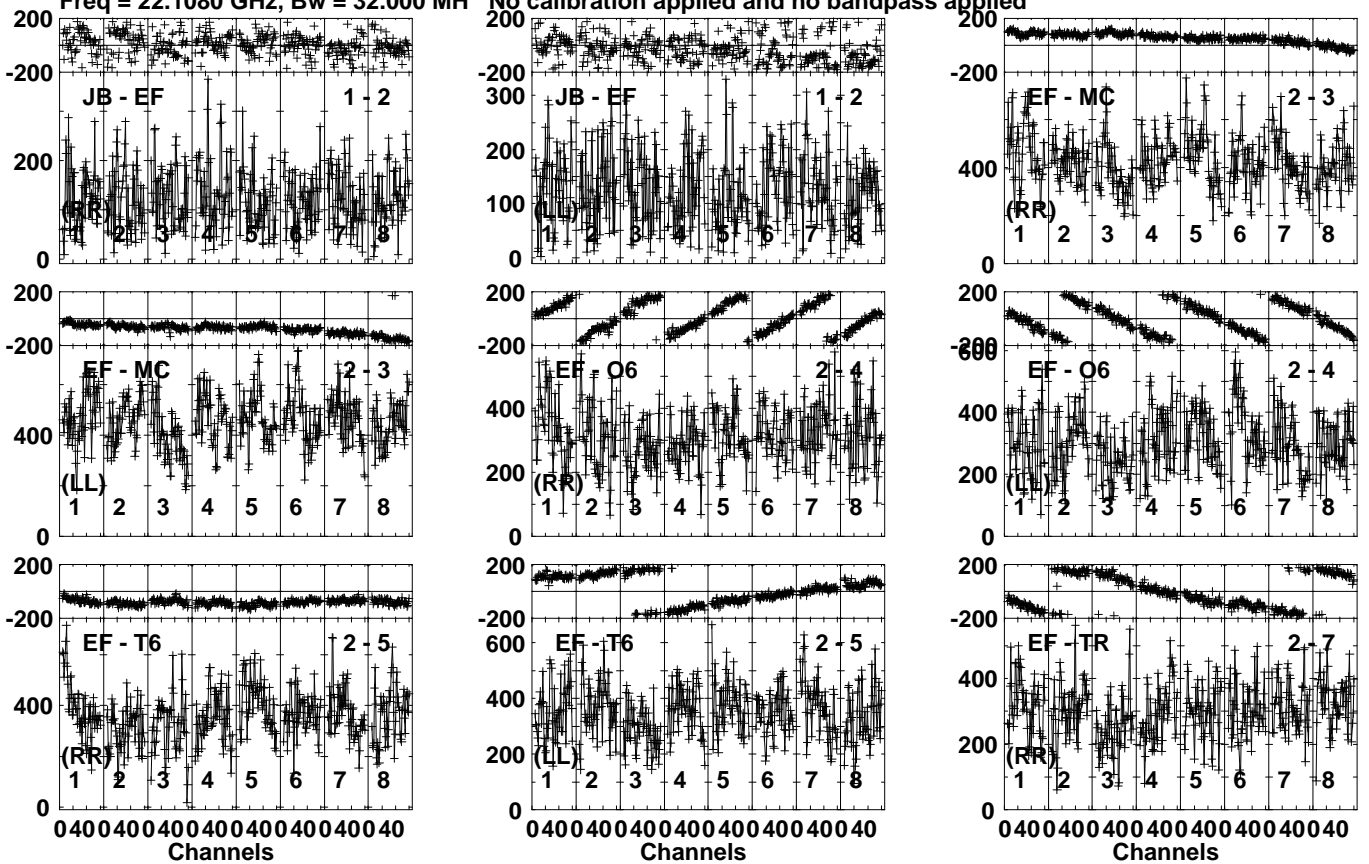 Freq = 22.1080 GHz, Bw = 32.000 MH No calibration applied and no bandpass applied
200
-200
JB - EF 1 - 2
200
(RR)
1 2 3 4 5 6 7 8
0
200
-200
300
JB - EF 1 - 2
200
100
(LL)
1 2 3 4 5 6 7 8
0
200
-200
EF - MC 2 - 3
400
(RR)
1 2 3 4 5 6 7 8
0
200
-200
EF - MC 2 - 3
400
(LL)
1 2 3 4 5 6 7 8
0
200
-200
EF - O6 2 - 4
400
200
(RR)
1 2 3 4 5 6 7 8
0
200
-200
600
EF - O6 2 - 4
400
200
(LL)
1 2 3 4 5 6 7 8
0
200
-200
EF - T6 2 - 5
400
(RR)
1 2 3 4 5 6 7 8
0
0 40 0 40 0 40 0 40 0 40 0 40 0 40 0 40
Channels
200
-200
600
EF - T6 2 - 5
400
200
(LL)
1 2 3 4 5 6 7 8
0
0 40 0 40 0 40 0 40 0 40 0 40 0 40 0 40
Channels
200
-200
EF - TR 2 - 7
400
200
(RR)
1 2 3 4 5 6 7 8
0
0 40 0 40 0 40 0 40 0 40 0 40 0 40 0 40
Channels